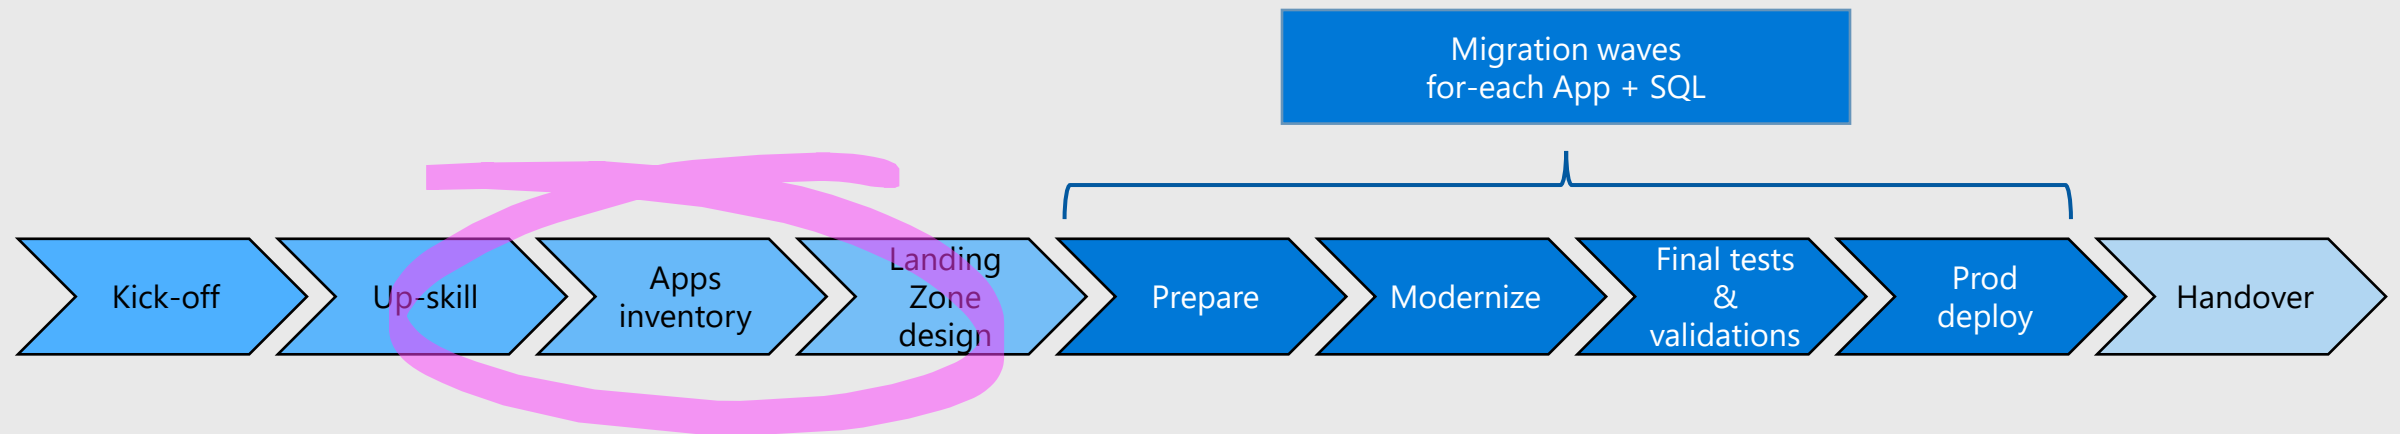 Migration waves
for-each App + SQL
Kick-off
Up-skill
Apps
inventory
Landing
Zone
design
Prepare
Modernize
Final tests
&
validations
Prod
deploy
Handover